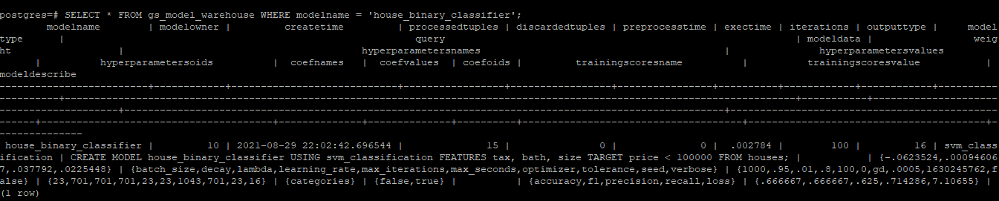 postgres=# SELECT * FROM gs_model_warehouse WHERE modelname = 'house_binary_classifier';
modelname | modelowner | createtime | processedtuples | discardedtuples | preprocesstime | exectime | iterations | outputtype | model
type | query | modeldata | weig
ht | hyperparametersnames | hyperparametersvalues
| hyperparametersoids | coefnames | coefvalues | coefoids | trainingscoresname | trainingscoresvalue |
modeldescribe
house_binary_classifier | 10 | 2021-08-29 22:02:42.696544 | 15 | 0 | 0 | .002784 | 100 | 16 | svm_class
ification | CREATE MODEL house_binary_classifier USING svm_classification FEATURES tax, bath, size TARGET price < 100000 FROM houses; | | {-.0623524,.00094606
7,.037792,.0225448} | {batch_size,decay,lambda,learning_rate,max_iterations,max_seconds,optimizer,tolerance,seed,verbose} | {1000,.95,.01,.8,100,0,gd,.0005,1630245762,f
alse} | {23,701,701,701,23,23,1043,701,23,16} | {categories} | {false,true} | | {accuracy,f1,precision,recall,loss} | {.666667,.666667,.625,.714286,7.10655} |
(1 row)